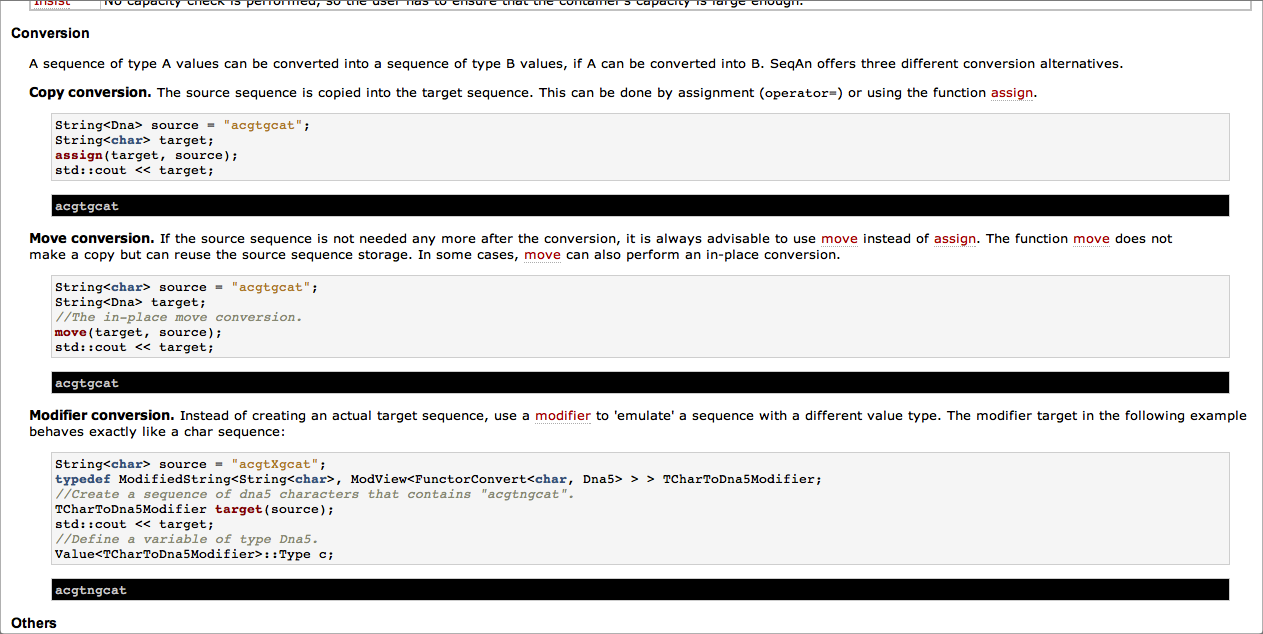 Insist No capacity check is performed, so the user has to ensure that the container's capacity is large enough.
Conversion
A sequence of type A values can be converted into a sequence of type B values, if A can be converted into B. SeqAn offers three different conversion alternatives.
Copy conversion. The source sequence is copied into the target sequence. This can be done by assignment (operator=) or using the function assign.
String<Dna> source = "acgtgcat";
String<char> target;
assign(target, source);
std::cout << target;
acgtgcat
Move conversion. If the source sequence is not needed any more after the conversion, it is always advisable to use move instead of assign. The function move does not
make a copy but can reuse the source sequence storage. In some cases, move can also perform an in-place conversion.
String<char> source = "acgtgcat";
String<Dna> target;
//The in-place move conversion.
move(target, source);
std::cout << target;
acgtgcat
Modifier conversion. Instead of creating an actual target sequence, use a modifier to 'emulate' a sequence with a different value type. The modifier target in the following example
behaves exactly like a char sequence:
String<char> source = "acgtXgcat";
typedef ModifiedString<String<char>, ModView<FunctorConvert<char, Dna5> > > TCharToDna5Modifier;
//Create a sequence of dna5 characters that contains "acgtngcat".
TCharToDna5Modifier target(source);
std::cout << target;
//Define a variable of type Dna5.
Value<TCharToDna5Modifier>::Type c;
acgtngcat
Others